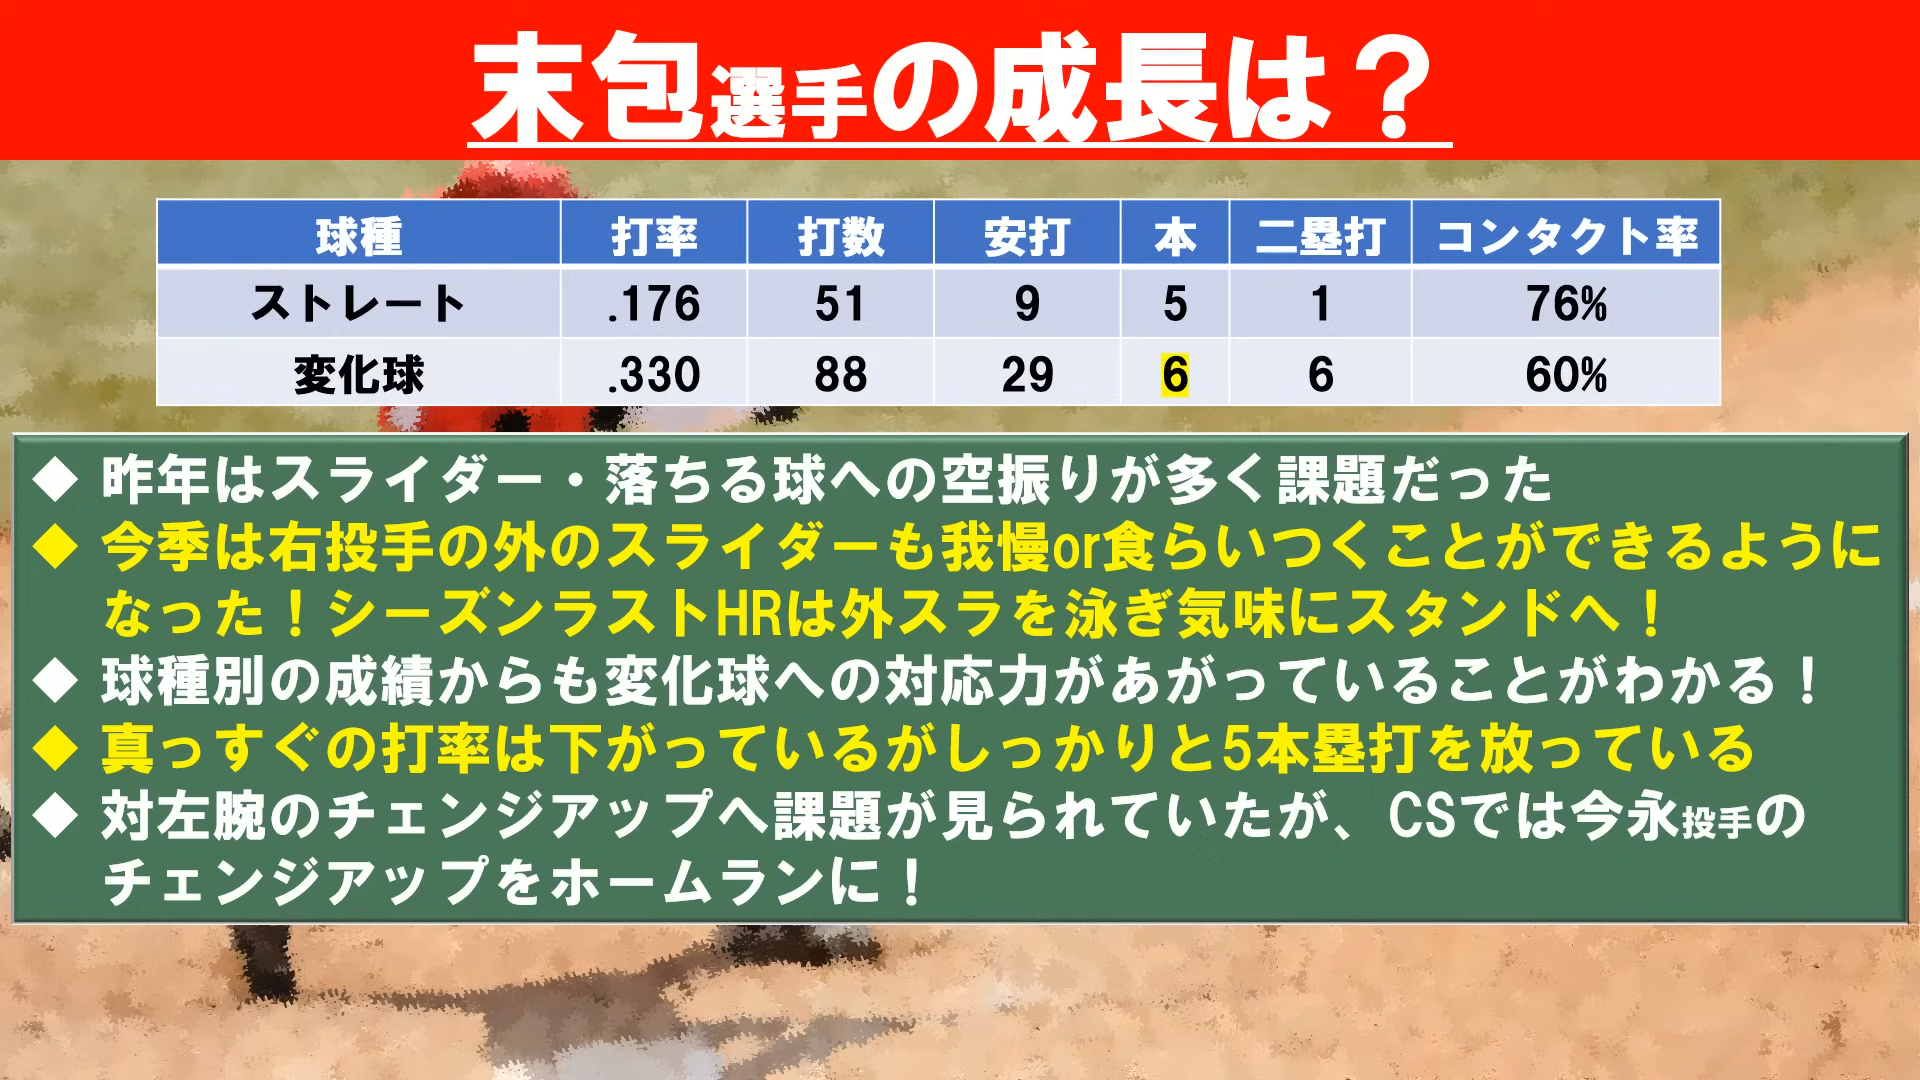 末包選手の成長は？
球種 打率 打数 安打 本 二塁打 コンタクト率
ストレート .176 51 9 5 1 76%
変化球 .330 88 29 6 6 60%
◆ 昨年はスライダー・落ちる球への空振りが多く課題だった
◆ 今季は右投手の外のスライダーも我慢or食らいつくことができるように
なった！シーズンラストHRは外スラを泳ぎ気味にスタンドへ！
◆ 球種別の成績からも変化球への対応力があがっていることがわかる！
◆ 真っすぐの打率は下がっているがしっかりと5本塁打を放っている
◆ 対左腕のチェンジアップへ課題が見られていたが、CSでは今永投手の
チェンジアップをホームランに！